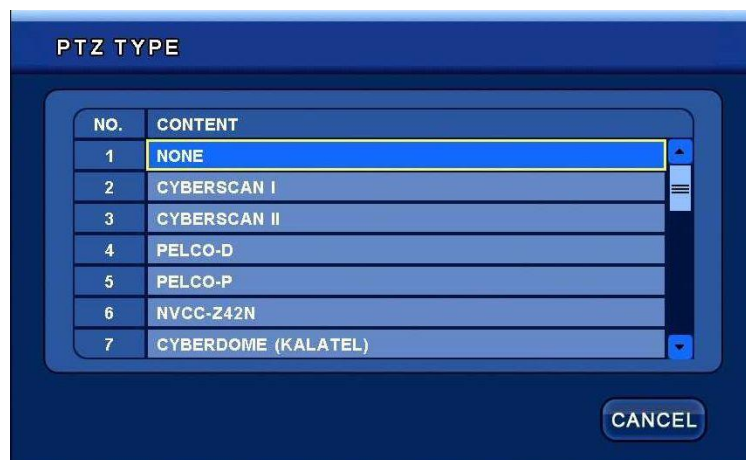 PTZ TYPE
NO. CONTENT
1 NONE
2 CYBERSCAN I
3 CYBERSCAN II
4 PELCO-D
5 PELCO-P
6 NVCC-Z42N
7 CYBERDOME (KALATEL)
CANCEL